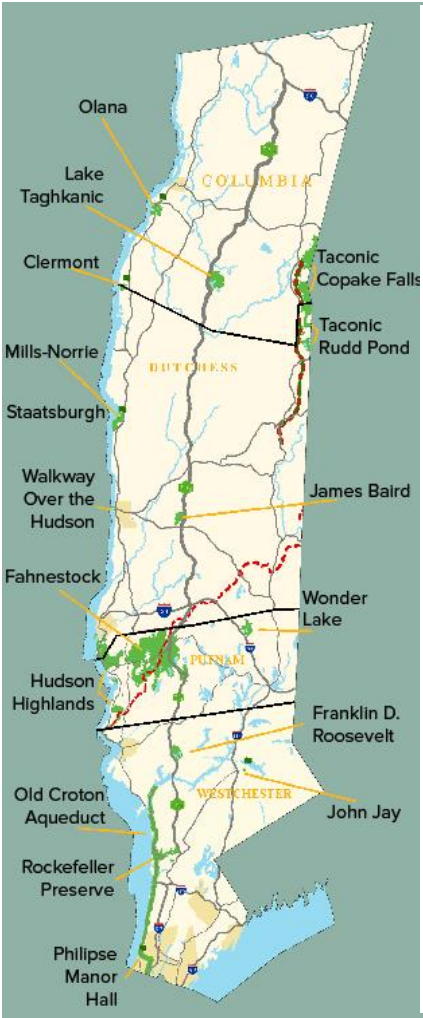 Olana
COLUMBIA
Lake
Taghkanic
Clermont
Taconic
Copake Falls
Taconic
Rudd Pond
Mills-Norrie
DUTCHESS
Staatsburgh
Walkway
Over the
Hudson
James Baird
Fahnestock
Wonder
Lake
PUTNAM
Hudson
Highlands
Franklin D.
Roosevelt
WESTCHESTER
John Jay
Old Croton
Aqueduct
Rockefeller
Preserve
Philipse
Manor
Hall